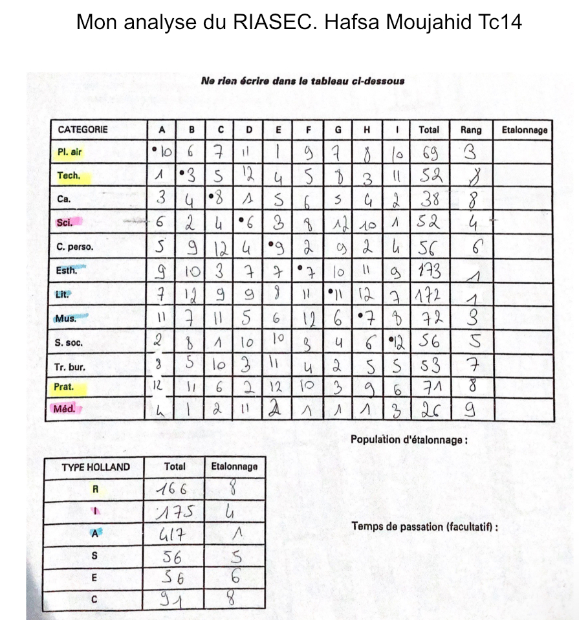 Mon analyse du RIASEC. Hafsa Moujahid Tc14
Ne rien écrire dans le tableau ci-dessous
CATEGORIE A B C D E F G H I Total Rang Etalonnage
Pl. air 10 6 7 11 1 9 7 8 10 69 3
Tech. 1 3 5 12 4 5 8 3 11 52 8
Ca. 3 4 8 1 5 6 5 4 2 38 8
Sci. 6 2 4 6 3 8 12 10 1 52 4
C. perso. 5 9 12 4 9 2 9 2 4 56 6
Esth. 9 10 3 7 7 7 10 11 9 173 1
Lit. 7 12 9 9 8 11 11 12 7 172 1
Mus. 11 7 11 5 6 12 6 7 8 72 3
S. soc. 2 8 1 10 10 3 4 6 12 56 5
Tr. bur. 8 5 10 3 11 4 2 5 5 53 7
Prat. 12 11 6 2 12 10 3 9 6 71 8
Méd. 4 1 2 11 2 1 1 1 3 26 9
Population d'étalonnage :
TYPE HOLLAND Total Etalonnage
R 166 8
I 175 4
A 417 1
Temps de passation (facultatif) :
S 56 5
E 56 6
C 91 8